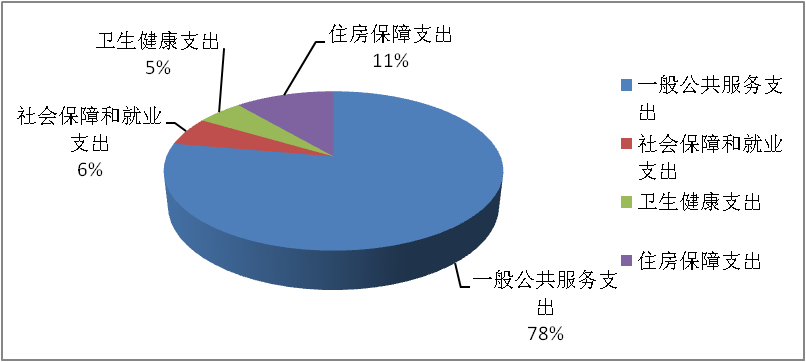 卫生健康支出
5%
住房保障支出
11%
社会保障和就业
支出
6%
一般公共服务支
出
78%
一般公共服务支
出
社会保障和就业
支出
卫生健康支出
住房保障支出